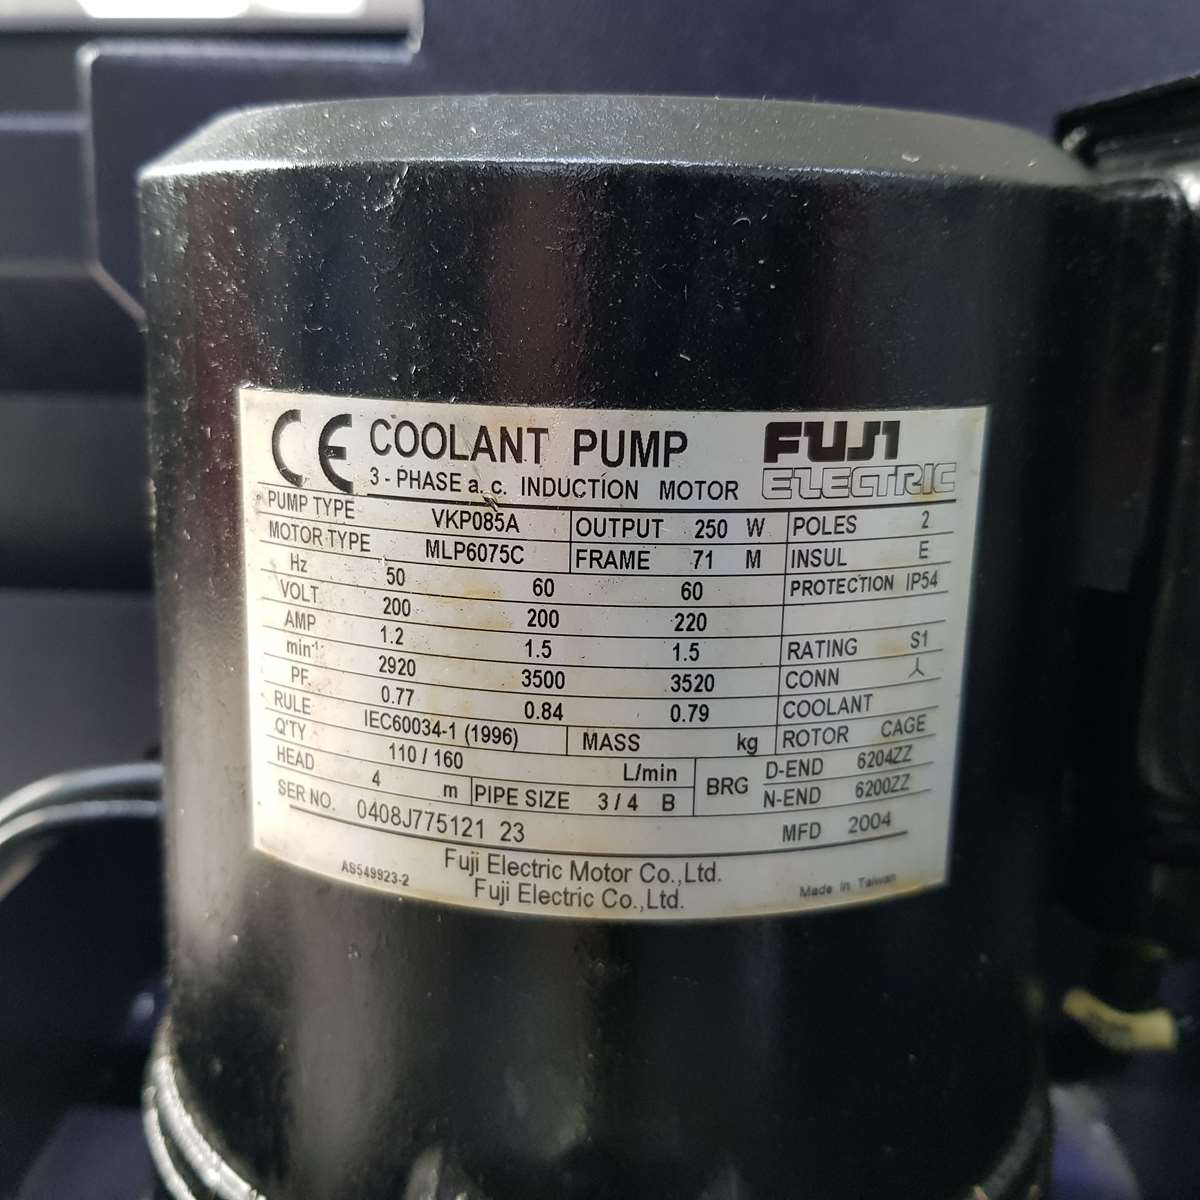 CE COOLANT PUMP FUJI
3 - PHASE a. c. INDUCTION MOTOR ELECTRIC
PUMP TYPE VKP085A OUTPUT 250 W POLES 2
MOTOR TYPE MLP6075C FRAME 71 M INSUL E
Hz 50 60 60 PROTECTION IP54
VOLT 200 200 220
AMP 1.2 1.5 1.5 RATING S1
min⁻¹ 2920 3500 3520 CONN
PF. 0.77 0.84 0.79 COOLANT
RULE IEC60034-1 (1996) MASS kg ROTOR CAGE
Q'TY 110 / 160 L/min BRG D-END 6204ZZ
HEAD 4 m PIPE SIZE 3 / 4 B N-END 6200ZZ
SER NO. 0408J775121 23 MFD 2004
Fuji Electric Motor Co.,Ltd.
AS549923-2 Fuji Electric Co.,Ltd. Made in Taiwan